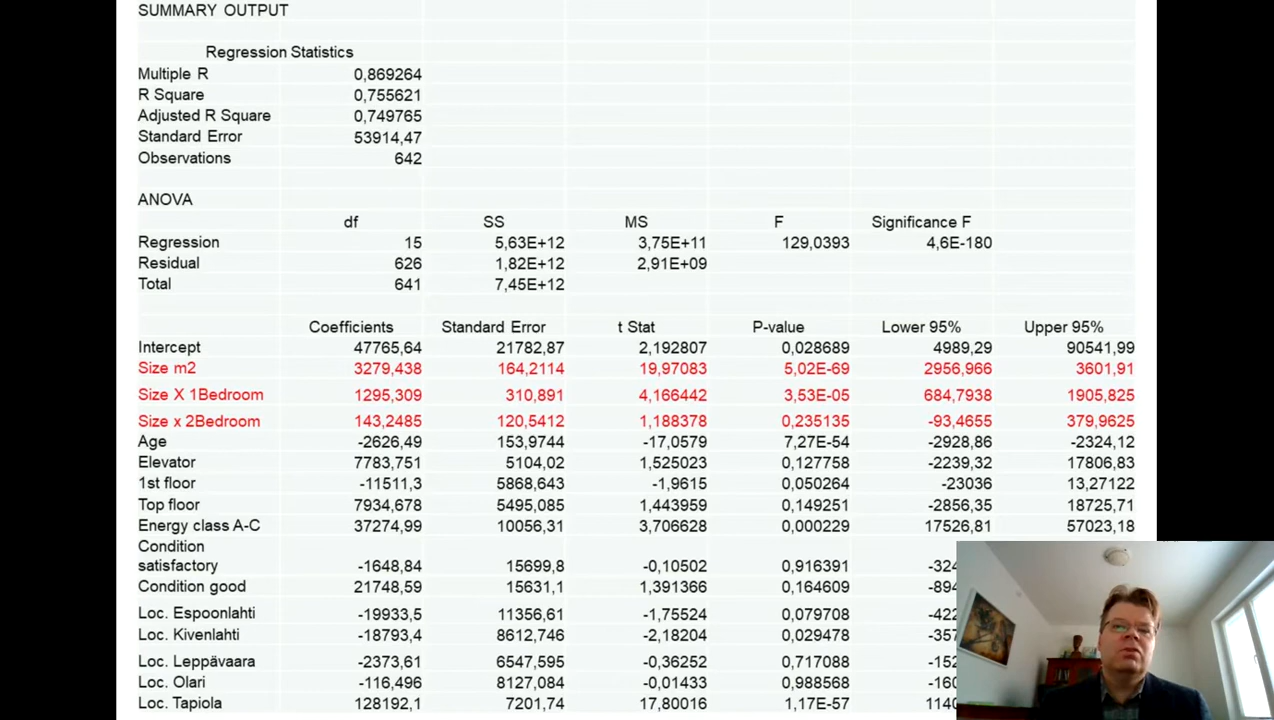 SUMMARY OUTPUT
Regression Statistics
Multiple R 0,869264
R Square 0,755621
Adjusted R Square 0,749765
Standard Error 53914,47
Observations 642
ANOVA
df SS MS F Significance F
Regression 15 5,63E+12 3,75E+11 129,0393 4,6E-180
Residual 626 1,82E+12 2,91E+09
Total 641 7,45E+12
Coefficients Standard Error t Stat P-value Lower 95% Upper 95%
Intercept 47765,64 21782,87 2,192807 0,028689 4989,29 90541,99
Size m2 3279,438 164,2114 19,97083 5,02E-69 2956,966 3601,91
Size X 1Bedroom 1295,309 310,891 4,166442 3,53E-05 684,7938 1905,825
Size x 2Bedroom 143,2485 120,5412 1,188378 0,235135 -93,4655 379,9625
Age -2626,49 153,9744 -17,0579 7,27E-54 -2928,86 -2324,12
Elevator 7783,751 5104,02 1,525023 0,127758 -2239,32 17806,83
1st floor -11511,3 5868,643 -1,9615 0,050264 -23036 13,27122
Top floor 7934,678 5495,085 1,443959 0,149251 -2856,35 18725,71
Energy class A-C 37274,99 10056,31 3,706628 0,000229 17526,81 57023,18
Condition
satisfactory -1648,84 15699,8 -0,10502 0,916391 -324
Condition good 21748,59 15631,1 1,391366 0,164609 -894
Loc. Espoonlahti -19933,5 11356,61 -1,75524 0,079708 -422
Loc. Kivenlahti -18793,4 8612,746 -2,18204 0,029478 -357
Loc. Leppävaara -2373,61 6547,595 -0,36252 0,717088 -152
Loc. Olari -116,496 8127,084 -0,01433 0,988568 -160
Loc. Tapiola 128192,1 7201,74 17,80016 1,17E-57 1140